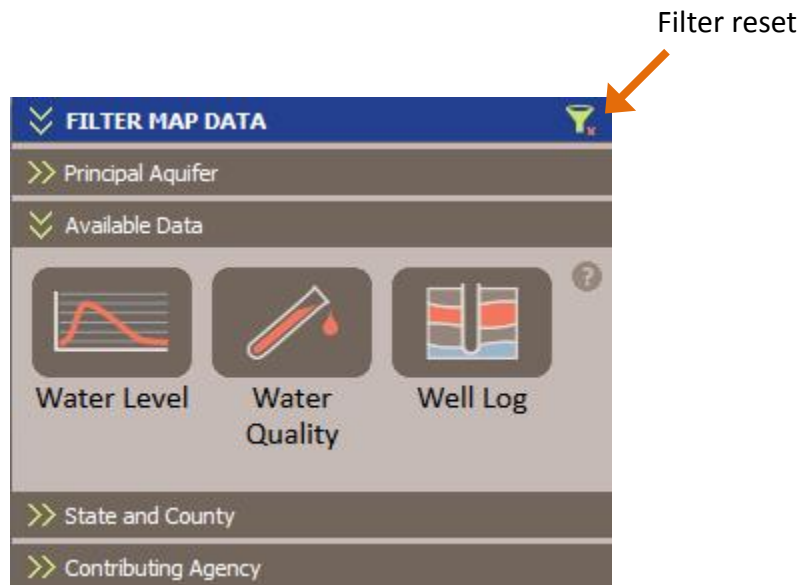 Filter reset
FILTER MAP DATA
Principal Aquifer
Available Data
?
Water Level
Water
Quality
Well Log
State and County
Contributing Agency